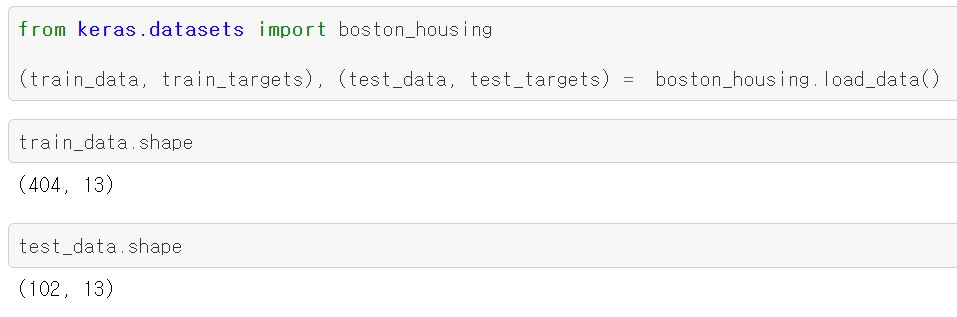 from keras.datasets import boston_housing
(train_data, train_targets), (test_data, test_targets) =  boston_housing.load_data()
train_data.shape
(404, 13)
test_data.shape
(102, 13)